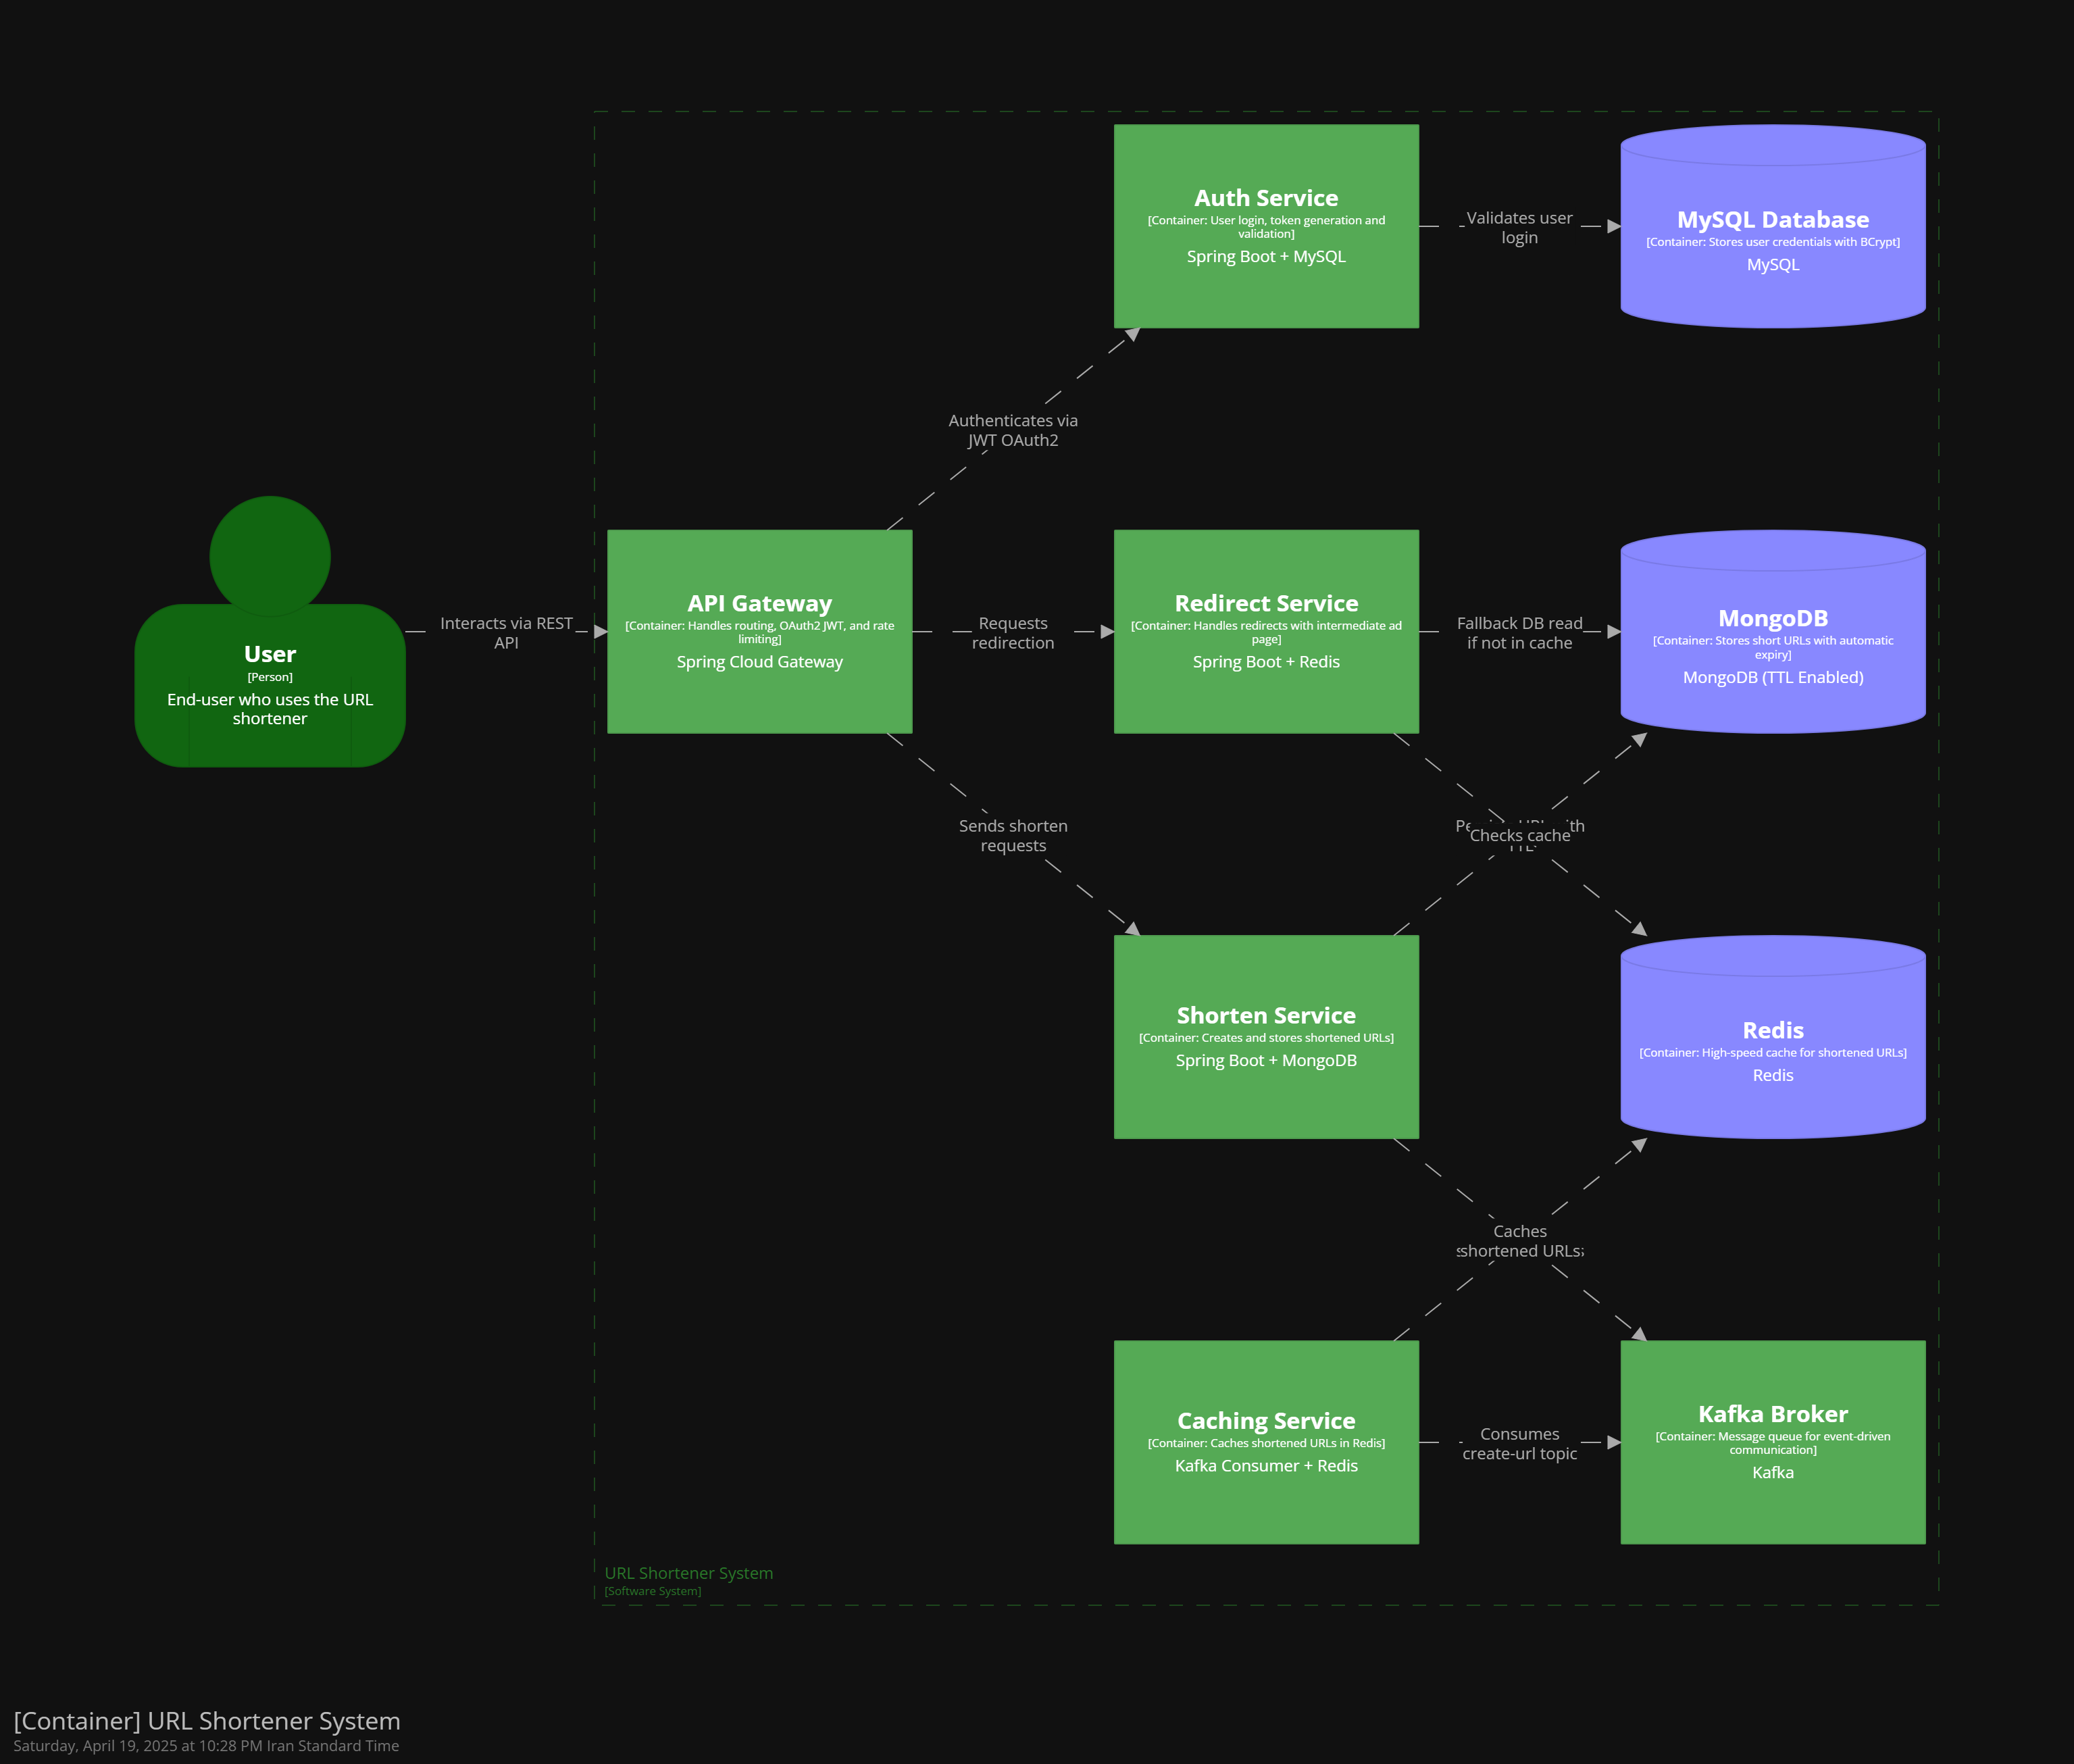 Auth Service
[Container: User login, token generation and
validation]
Spring Boot + MySQL
Validates user
login
MySQL Database
[Container: Stores user credentials with BCrypt]
MySQL
Authenticates via
JWT OAuth2
User
[Person]
End-user who uses the URL
shortener
Interacts via REST
API
API Gateway
[Container: Handles routing, OAuth2 JWT, and rate
limiting]
Spring Cloud Gateway
Requests
redirection
Redirect Service
[Container: Handles redirects with intermediate ad
page]
Spring Boot + Redis
Fallback DB read
if not in cache
MongoDB
[Container: Stores short URLs with automatic
expiry]
MongoDB (TTL Enabled)
Sends shorten
requests
Checks cache
Shorten Service
[Container: Creates and stores shortened URLs]
Spring Boot + MongoDB
Redis
[Container: High-speed cache for shortened URLs]
Redis
Caches
shortened URLs
Caching Service
[Container: Caches shortened URLs in Redis]
Kafka Consumer + Redis
Consumes
create-url topic
Kafka Broker
[Container: Message queue for event-driven
communication]
Kafka
URL Shortener System
[Software System]
[Container] URL Shortener System
Saturday, April 19, 2025 at 10:28 PM Iran Standard Time